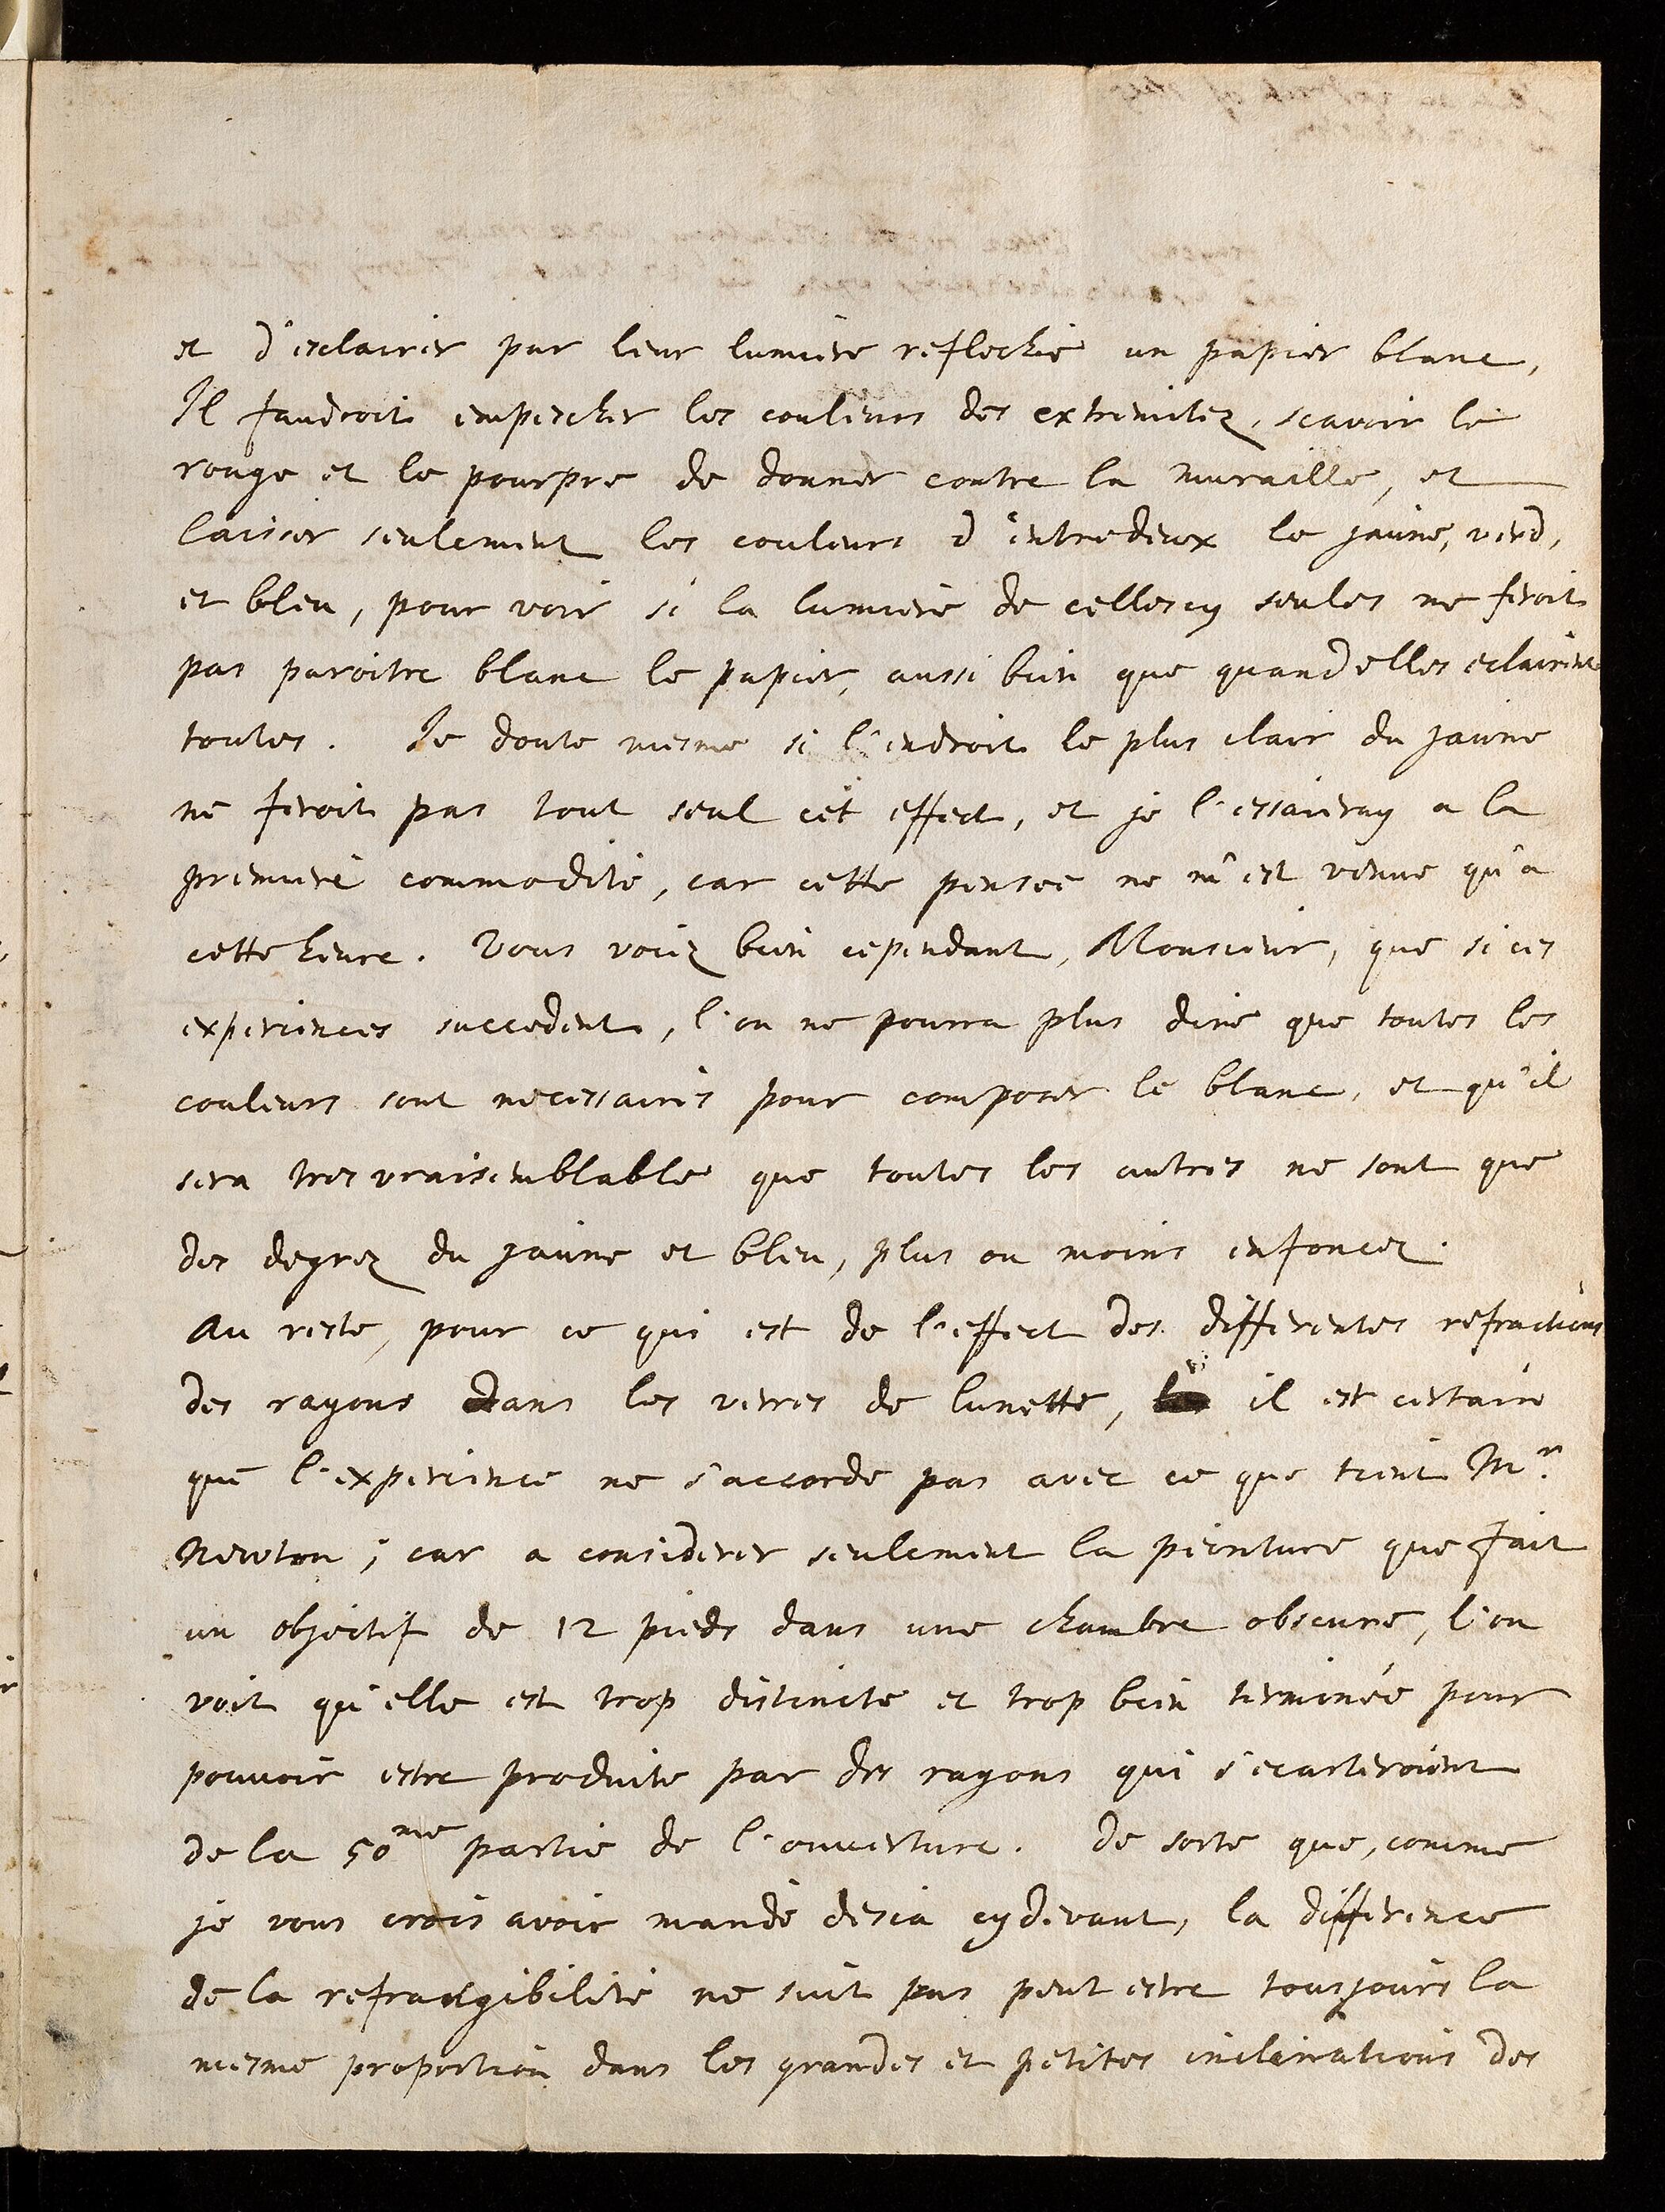 et d'esclairer par leur lumiere reflechie un papier blanc,
Il faudroit empescher les couleurs des extremitez, scavoir le
rouge et le pourpre de donner contre la muraille, et
laisser seulement les couleurs d'entredeux le jaune, verd,
et bleu, pour voir si la lumiere de cellescy seules ne feroit
pas paroitre blanc le papier, aussi bien que quand elles eclairent
toutes. Je doute mesme si l'endroit le plus clair du jaune
ne feroit pas tout seul cet effect, et je l'essaieray a la
premiere commodité, car cette pensee ne m'est venue qu'a
cette heure. Vous voiez bien cependant, Monsieur, que si ces
experiences succedent, l'on ne pourra plus dire que toutes les
couleurs sont necessaires pour composer le blanc, et qu'il
sera tres vraisemblable que toutes les autres ne sont que
des degrez du jaune et bleu, plus ou moins enfoncez.
Au reste, pour ce qui est de l'effect des differentes refractions
des rayons dans les verres de lunette, il est certain
que l'experience ne s'accorde pas avec ce que tient Mr.
Newton; car a considerer seulement la peinture que fait
un objectif de 12 pieds dans une chambre obscure, l'on
voit qu'elle est trop distincte et trop bien terminée pour
pouvoir estre produite par des rayons qui s'ecarteroient
de la 50me partie de l'ouverture. De sorte que, comme
je vous crois avoir mandé desia cydevant, la difference
de la refrangibilité ne suit pas peut estre tousjours la
mesme proportion dans les grandes et petites inclinations des